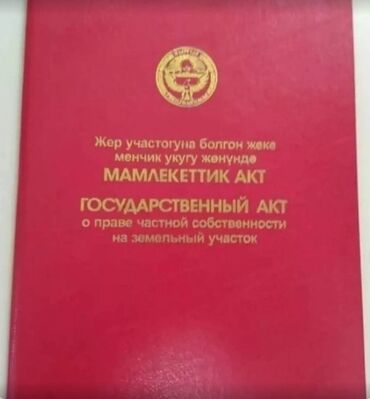 Жер участогуна болгон жеке
менчик укугу жөнүндө
МАМЛЕКЕТТИК АКТ
ГОСУДАРСТВЕННЫЙ АКТ
о праве частной собственности
на земельный участок